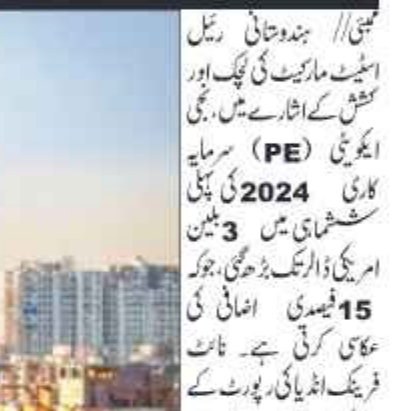 ممبئی// ہندوستانی رئیل
اسٹیٹ مارکیٹ کی لچک اور
کشش کے اشارے میں، نجی
ایکویٹی (PE) سرمایہ
کاری 2024 کی پہلی
ششماہی میں 3 بلین
امریکی ڈالر تک بڑھ گئی، جوکہ
15 فیصدی اضافی کی
عکاسی کرتی ہے۔ نائٹ
فرینک انڈیا کی رپورٹ کے